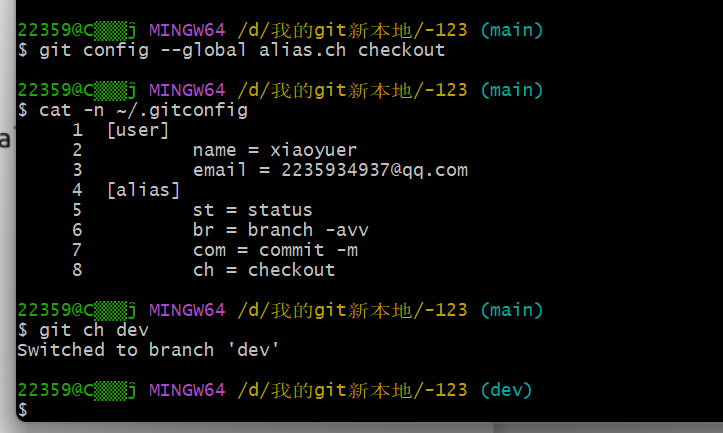 22359@C▒▒▒ĵ MINGW64 /d/我的git新本地/-123 (main)
$ git config --global alias.ch checkout
22359@C▒▒▒ĵ MINGW64 /d/我的git新本地/-123 (main)
$ cat -n ~/.gitconfig
1 [user]
2 name = xiaoyuer
3 email = 2235934937@qq.com
4 [alias]
5 st = status
6 br = branch -avv
7 com = commit -m
8 ch = checkout
22359@C▒▒▒ĵ MINGW64 /d/我的git新本地/-123 (main)
$ git ch dev
Switched to branch 'dev'
22359@C▒▒▒ĵ MINGW64 /d/我的git新本地/-123 (dev)
$